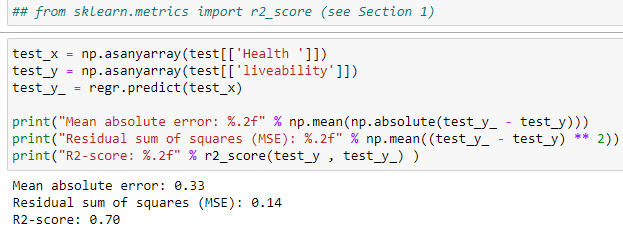 ## from sklearn.metrics import r2_score (see Section 1)
test_x = np.asanyarray(test[['Health ']])
test_y = np.asanyarray(test[['liveability']])
test_y_ = regr.predict(test_x)
print("Mean absolute error: %.2f" % np.mean(np.absolute(test_y_ - test_y)))
print("Residual sum of squares (MSE): %.2f" % np.mean((test_y_ - test_y) ** 2))
print("R2-score: %.2f" % r2_score(test_y , test_y_) )
Mean absolute error: 0.33
Residual sum of squares (MSE): 0.14
R2-score: 0.70